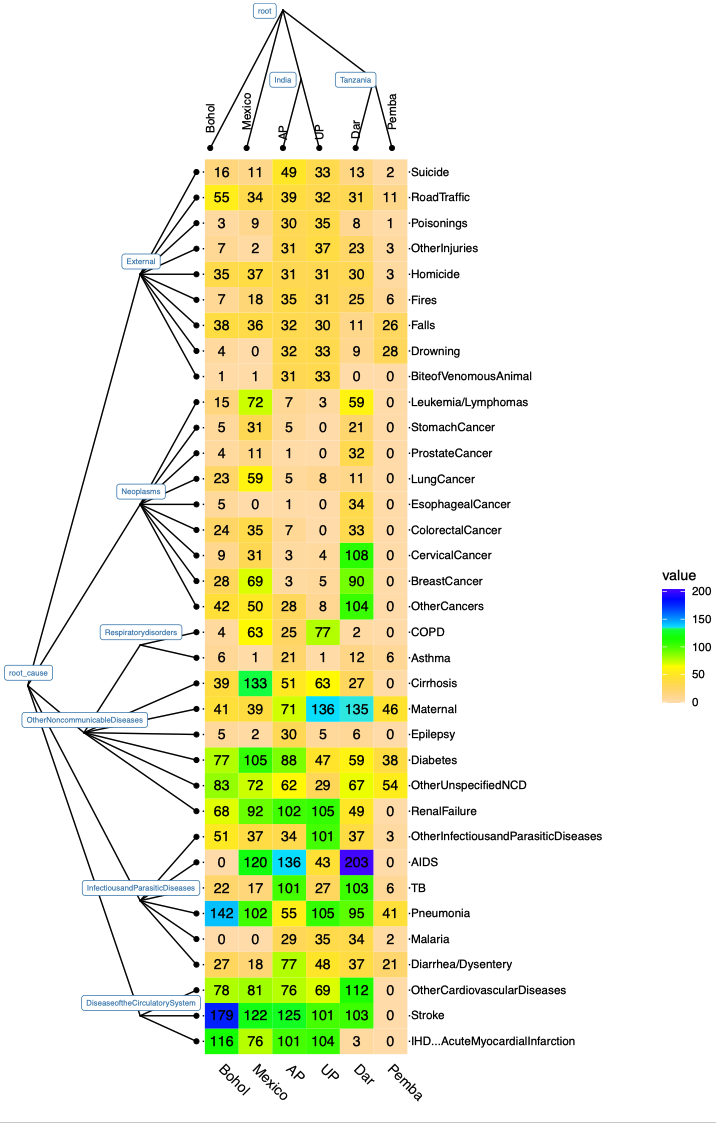 root
India
Tanzania
Bohol Mexico AP UP Dar Pemba
16 11 49 33 13 2 Suicide
55 34 39 32 31 11 RoadTraffic
3 9 30 35 8 1 Poisonings
7 2 31 37 23 3 OtherInjuries
External
35 37 31 31 30 3 Homicide
7 18 35 31 25 6 Fires
38 36 32 30 11 26 Falls
4 0 32 33 9 28 Drowning
1 1 31 33 0 0 BiteofVenomousAnimal
15 72 7 3 59 0 Leukemia/Lymphomas
5 31 5 0 21 0 StomachCancer
4 11 1 0 32 0 ProstateCancer
23 59 5 8 11 0 LungCancer
Neoplasms
5 0 1 0 34 0 EsophagealCancer
24 35 7 0 33 0 ColorectalCancer
9 31 3 4 108 0 CervicalCancer
28 69 3 5 90 0 BreastCancer
42 50 28 8 104 0 OtherCancers
Respiratorydisorders
4 63 25 77 2 0 COPD
6 1 21 1 12 6 Asthma
root_cause
39 133 51 63 27 0 Cirrhosis
41 39 71 136 135 46 Maternal
OtherNoncommunicableDiseases
5 2 30 5 6 0 Epilepsy
77 105 88 47 59 38 Diabetes
83 72 62 29 67 54 OtherUnspecifiedNCD
68 92 102 105 49 0 RenalFailure
51 37 34 101 37 3 OtherInfectiousandParasiticDiseases
0 120 136 43 203 0 AIDS
InfectiousandParasiticDiseases
22 17 101 27 103 6 TB
142 102 55 105 95 41 Pneumonia
0 0 29 35 34 2 Malaria
27 18 77 48 37 21 Diarrhea/Dysentery
78 81 76 69 112 0 OtherCardiovascularDiseases
DiseaseoftheCirculatorySystem
179 122 125 101 103 0 Stroke
116 76 101 104 3 0 IHD...AcuteMyocardialInfarction
Bohol Mexico AP UP Dar Pemba
value
200
150
100
50
0